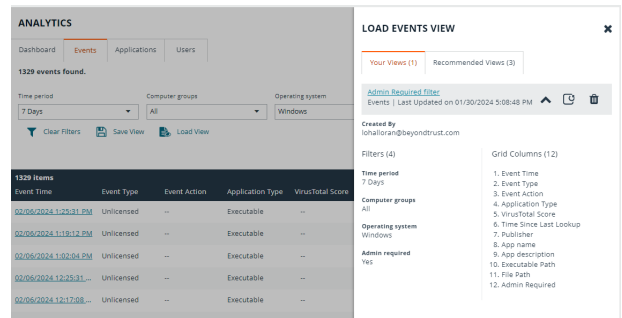 ANALYTICS
Dashboard Events Applications Users
1329 events found.
Time period Computer groups Operating system
7 Days All Windows
Clear Filters Save View Load View
1329 items
Event Time Event Type Event Action Application Type VirusTotal Score
02/06/2024 1:25:31 PM Unlicensed -- Executable --
02/06/2024 1:19:12 PM Unlicensed -- Executable --
02/06/2024 1:02:04 PM Unlicensed -- Executable --
02/06/2024 12:25:31 ... Unlicensed -- Executable --
02/06/2024 12:17:08 ... Unlicensed -- Executable --
LOAD EVENTS VIEW
Your Views (1) Recommended Views (3)
Admin Required filter
Events | Last Updated on 01/30/2024 5:08:48 PM
Created By
lohalloran@beyondtrust.com
Filters (4)
Time period
7 Days
Computer groups
All
Operating system
Windows
Admin required
Yes
Grid Columns (12)
1. Event Time
2. Event Type
3. Event Action
4. Application Type
5. VirusTotal Score
6. Time Since Last Lookup
7. Publisher
8. App name
9. App description
10. Executable Path
11. File Path
12. Admin Required